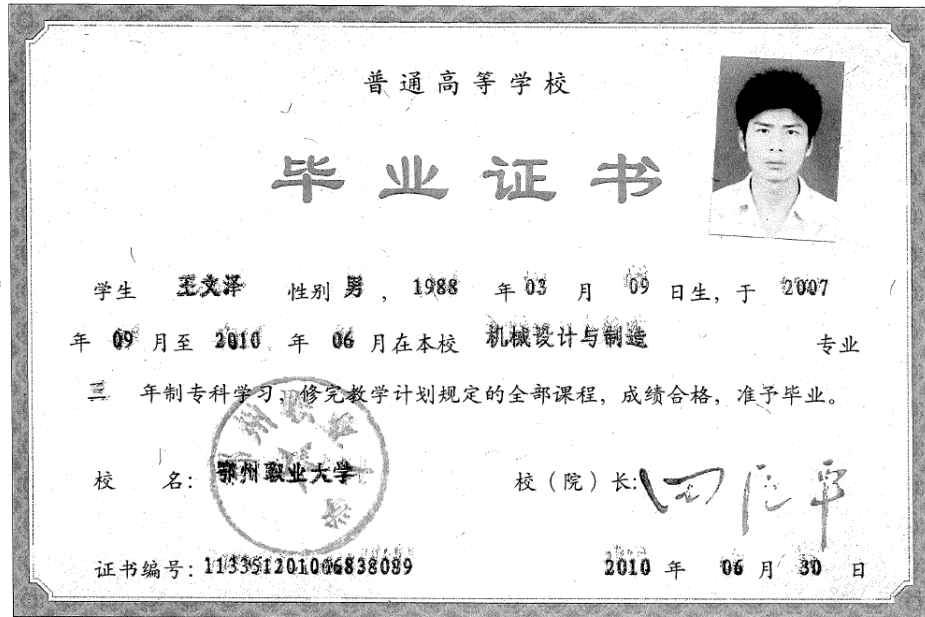 普通高等学校
毕业证书
学生 王文泽 性别 男 , 1988 年 03 月 09 日生, 于 2007
年 09 月至 2010 年 06 月在本校 机械设计与制造 专业
三 年制专科学习, 修完教学计划规定的全部课程, 成绩合格, 准予毕业。
校 名: 鄂州职业大学 校(院)长:
证书编号: 113351201006838089 2010 年 06 月 30 日